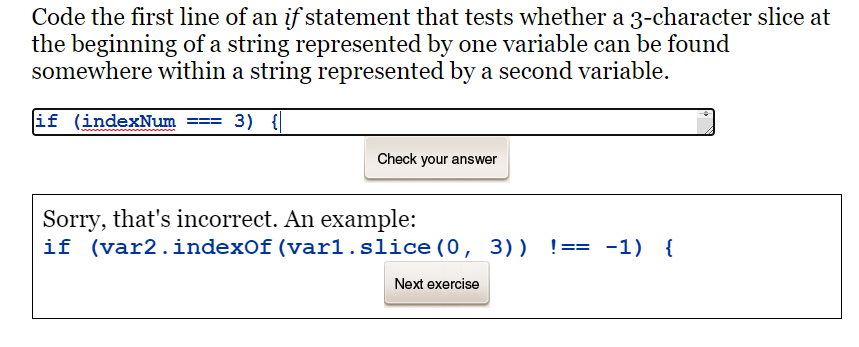 Code the first line of an if statement that tests whether a 3-character slice at
the beginning of a string represented by one variable can be found
somewhere within a string represented by a second variable.
if (indexNum === 3) {
Check your answer
Sorry, that's incorrect. An example:
if (var2.indexOf(var1.slice(0, 3)) !== -1) {
Next exercise